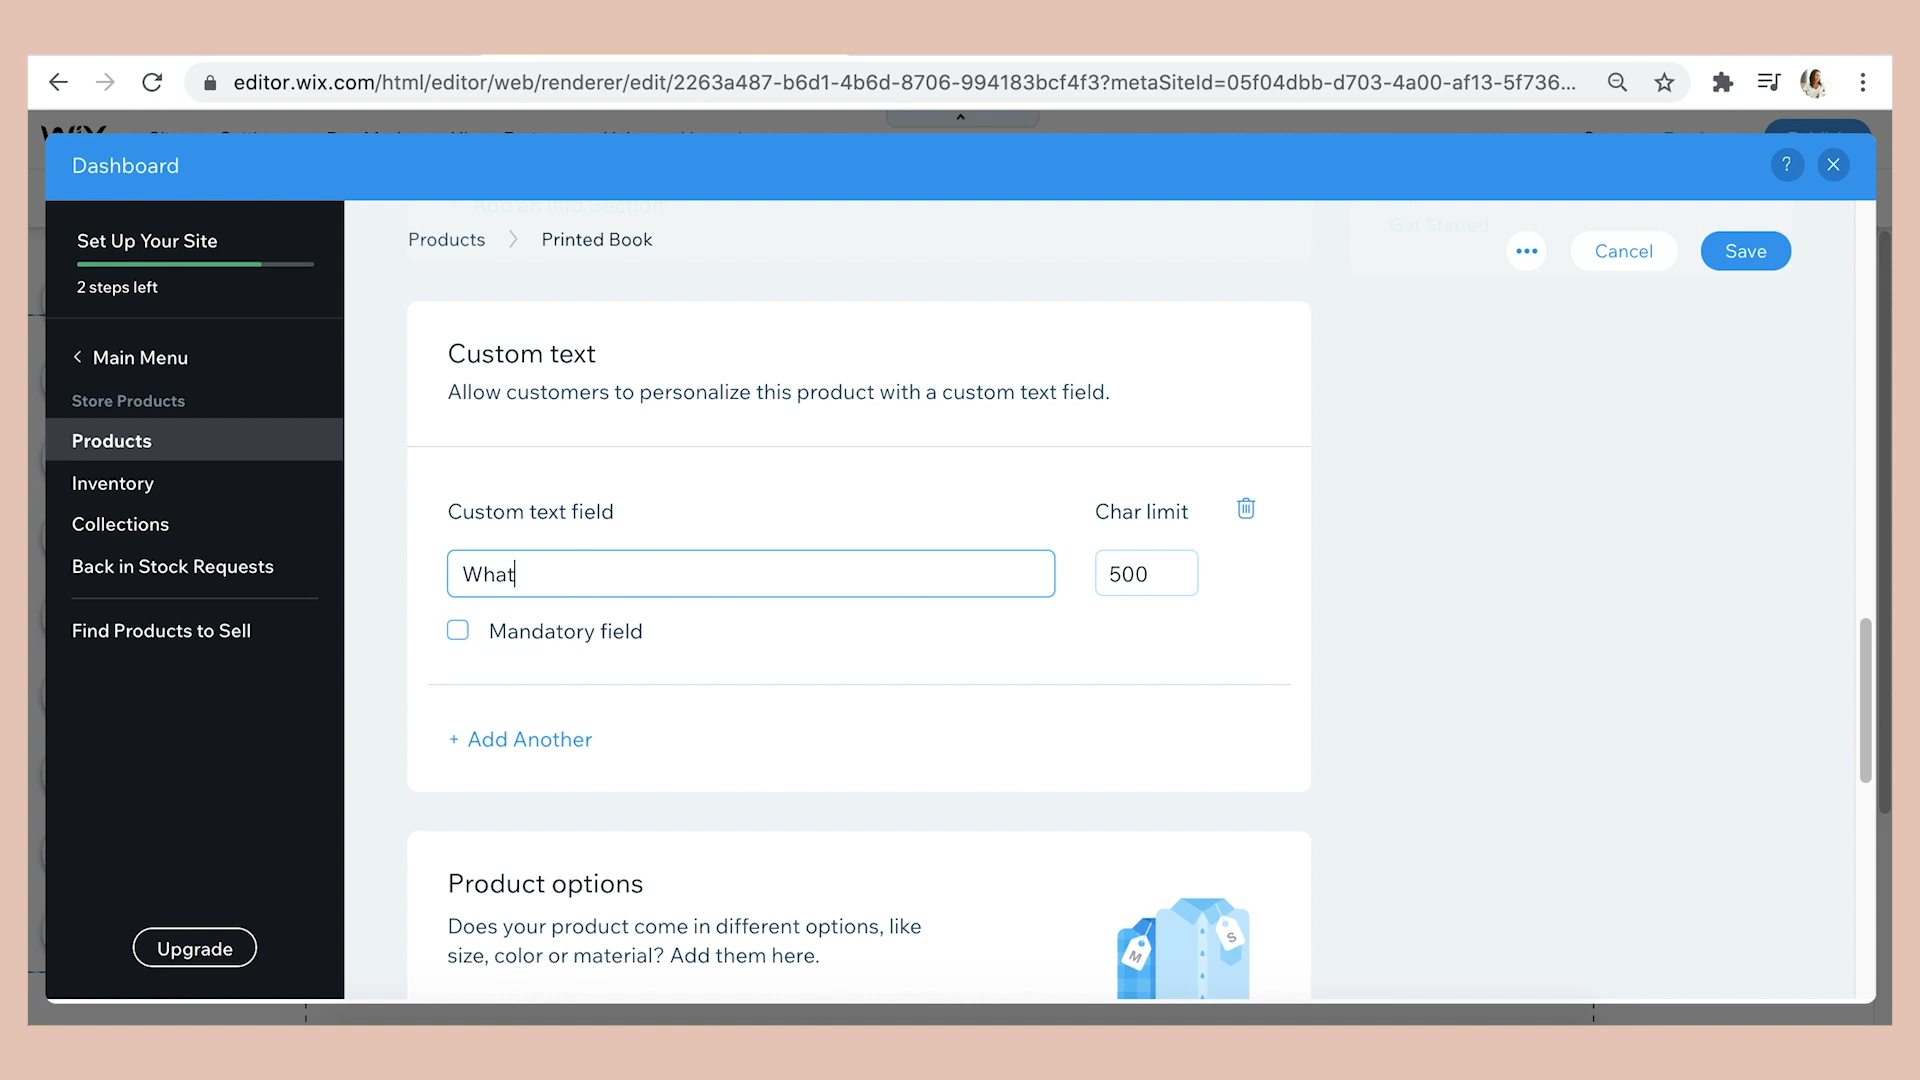 editor.wix.com/html/editor/web/renderer/edit/2263a487-b6d1-4b6d-8706-994183bcf4f3?metaSiteId=05f04dbb-d703-4a00-af13-5f736...
Dashboard
?
Add an Info Section
Get Started
Set Up Your Site
2 steps left
Products > Printed Book
Cancel
Save
< Main Menu
Store Products
Products
Inventory
Collections
Back in Stock Requests
Find Products to Sell
Upgrade
Custom text
Allow customers to personalize this product with a custom text field.
Custom text field
Char limit
What
500
Mandatory field
+ Add Another
Product options
Does your product come in different options, like
size, color or material? Add them here.
M
S